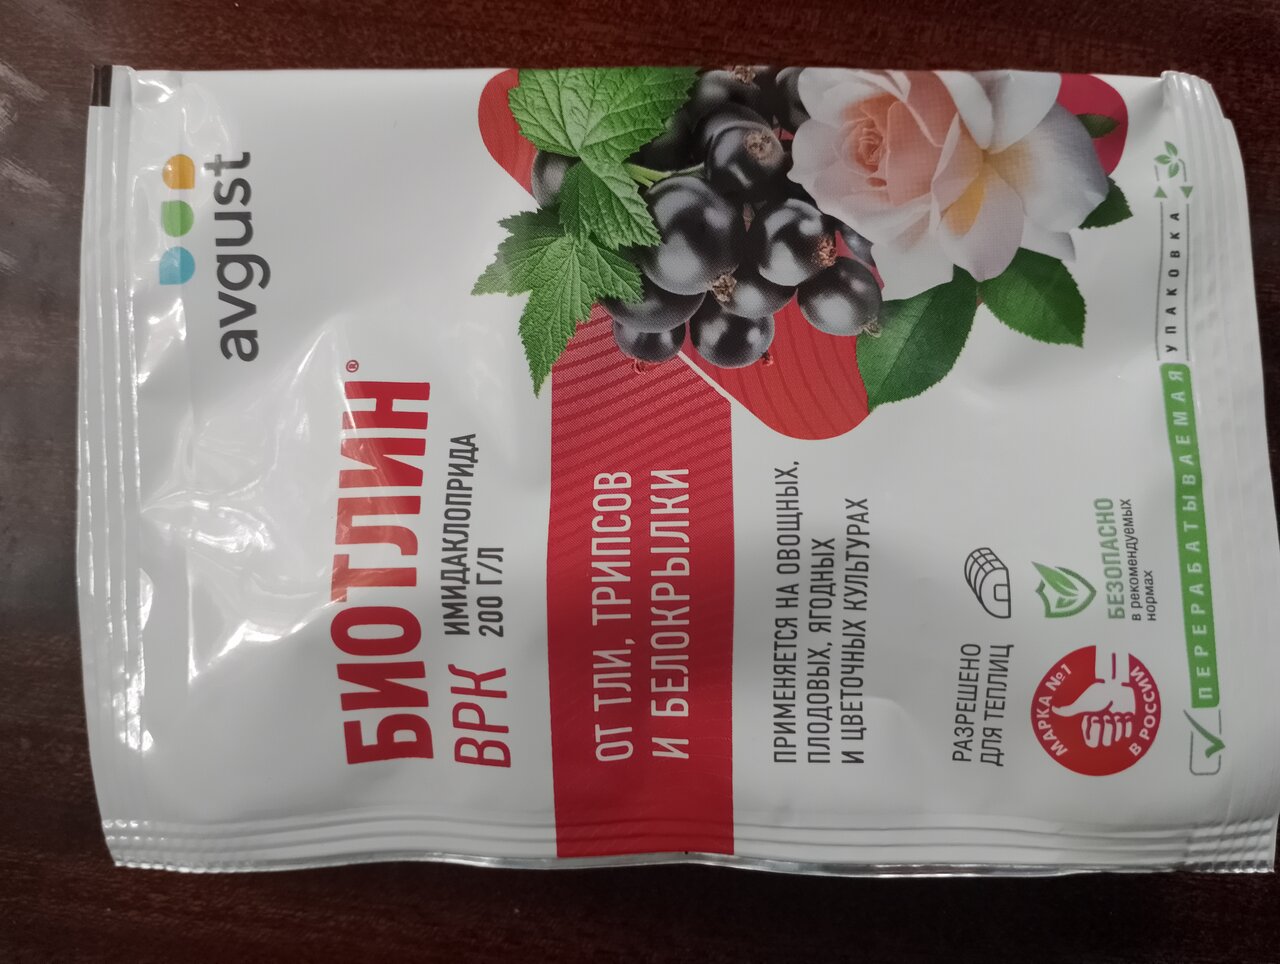 avgust
БИОТЛИН®
ВРК
ИМИДАКЛОПРИДА
200 Г/Л
ОТ ТЛИ, ТРИПСОВ
И БЕЛОКРЫЛКИ
ПРИМЕНЯЕТСЯ НА ОВОЩНЫХ,
ПЛОДОВЫХ, ЯГОДНЫХ
И ЦВЕТОЧНЫХ КУЛЬТУРАХ
РАЗРЕШЕНО
ДЛЯ ТЕПЛИЦ
МАРКА №1
В РОССИИ
БЕЗОПАСНО
в рекомендуемых
нормах
ПЕРЕРАБАТЫВАЕМАЯ УПАКОВКА